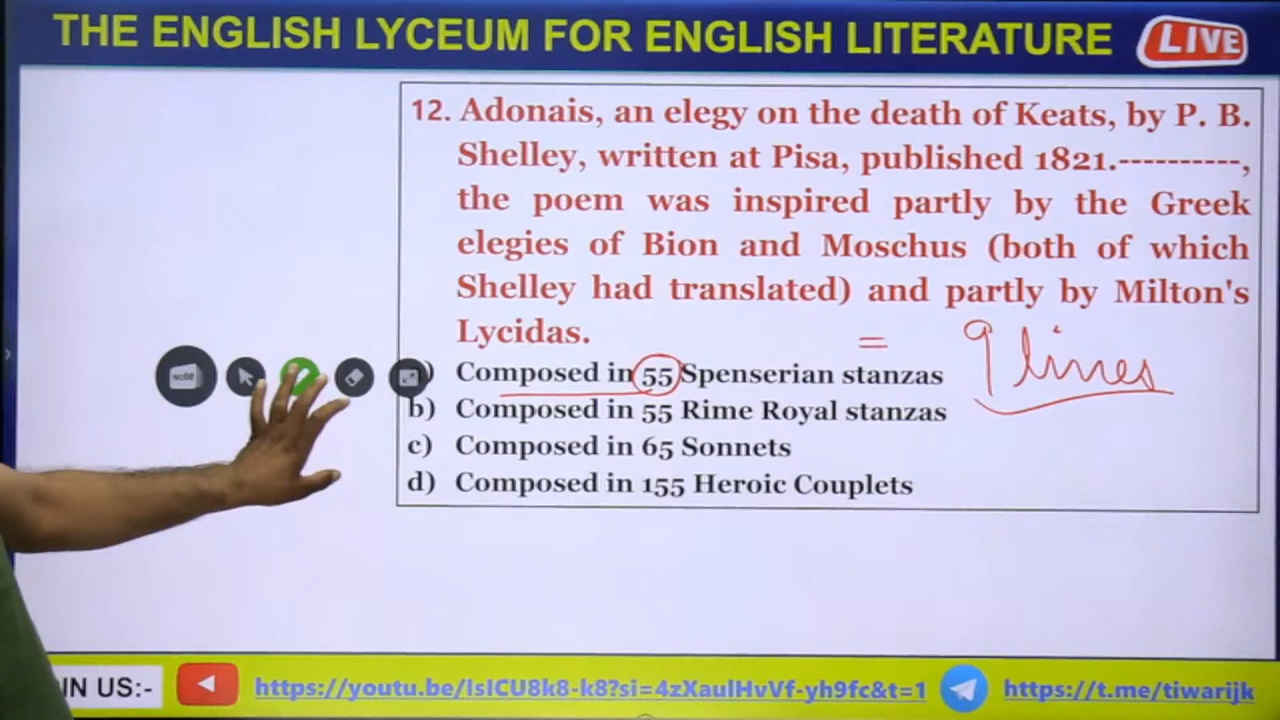 THE ENGLISH LYCEUM FOR ENGLISH LITERATURE
LIVE
12. Adonais, an elegy on the death of Keats, by P. B.
Shelley, written at Pisa, published 1821.----------,
the poem was inspired partly by the Greek
elegies of Bion and Moschus (both of which
Shelley had translated) and partly by Milton's
Lycidas.
= 9 lines
) Composed in 55 Spenserian stanzas
b) Composed in 55 Rime Royal stanzas
c) Composed in 65 Sonnets
d) Composed in 155 Heroic Couplets
note
IN US:-
https://youtu.be/IsICU8k8-k8?si=4zXaulHvVf-yh9fc&t=1
https://t.me/tiwarijk